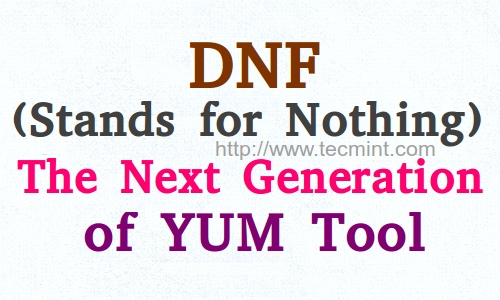 DNF
(Stands for Nothing)
http://www.tecmint.com
The Next Generation
of YUM Tool